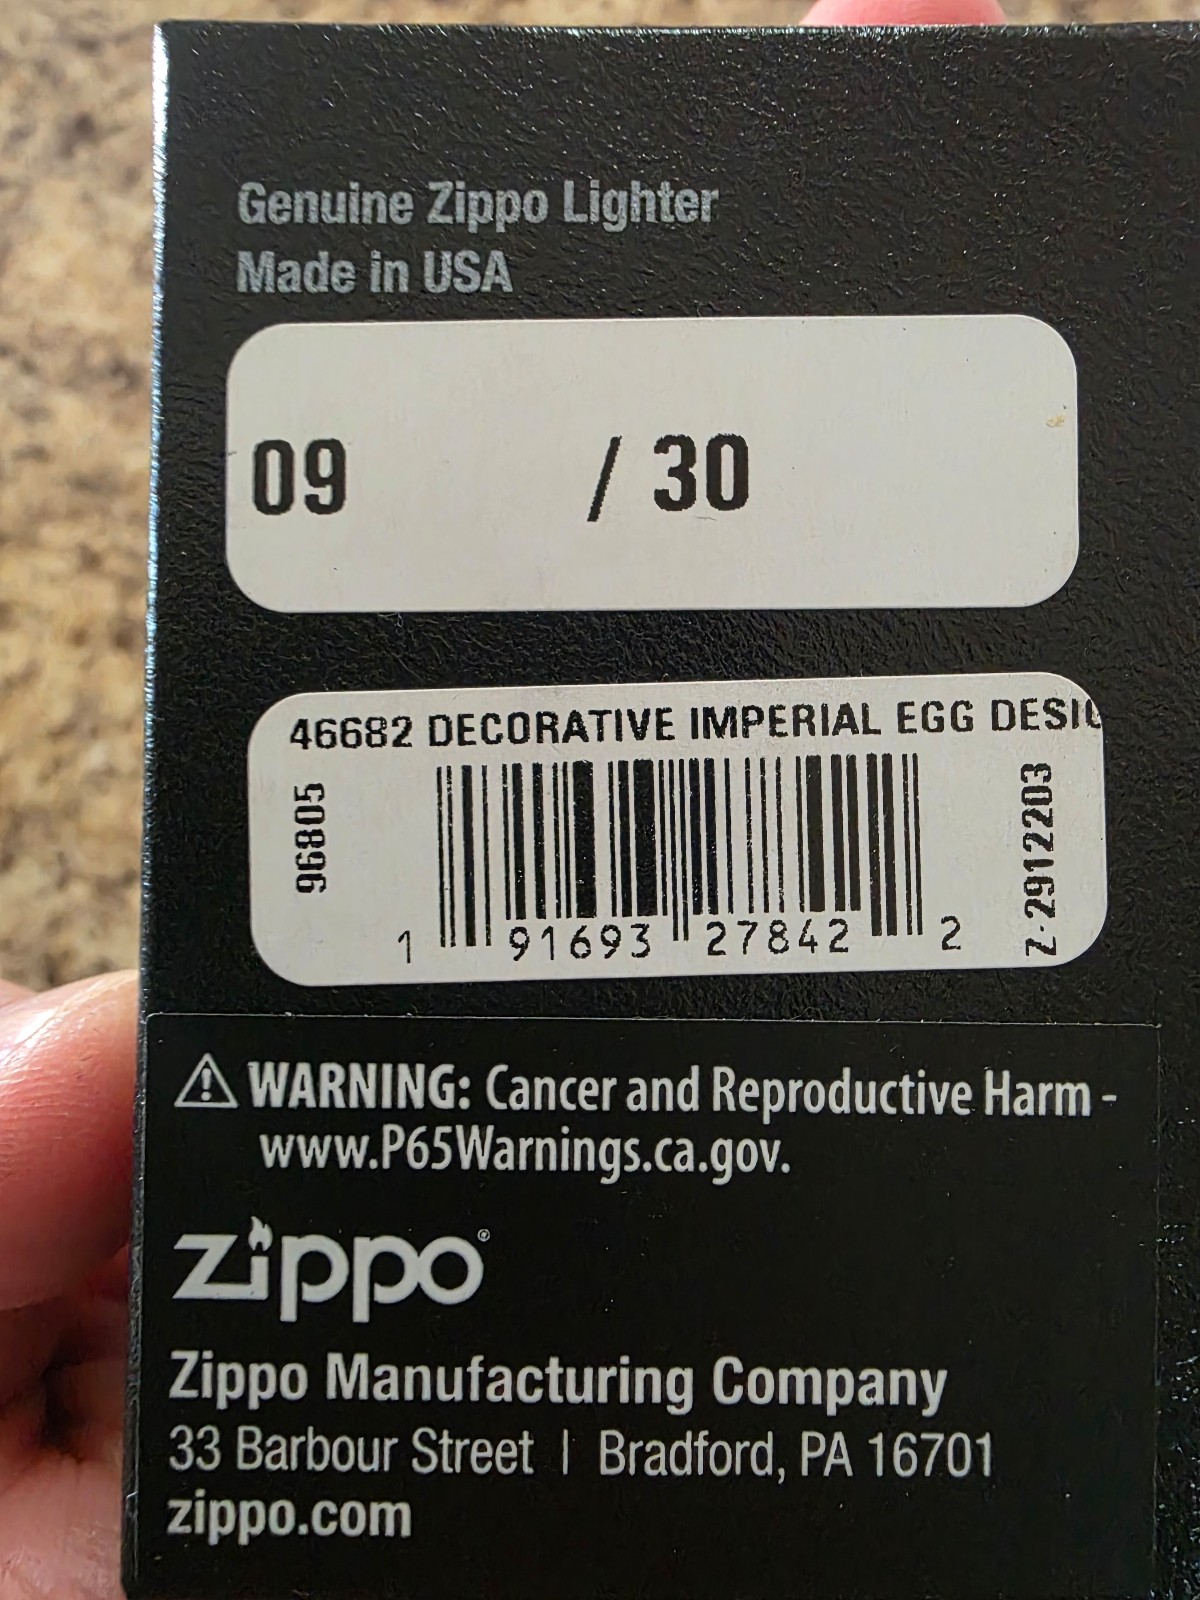 Genuine Zippo Lighter
Made in USA
09 / 30
46682 DECORATIVE IMPERIAL EGG DESIG
96805
1 91693 27842 2
Z-2912203
WARNING: Cancer and Reproductive Harm -
www.P65Warnings.ca.gov.
zippo®
Zippo Manufacturing Company
33 Barbour Street | Bradford, PA 16701
zippo.com